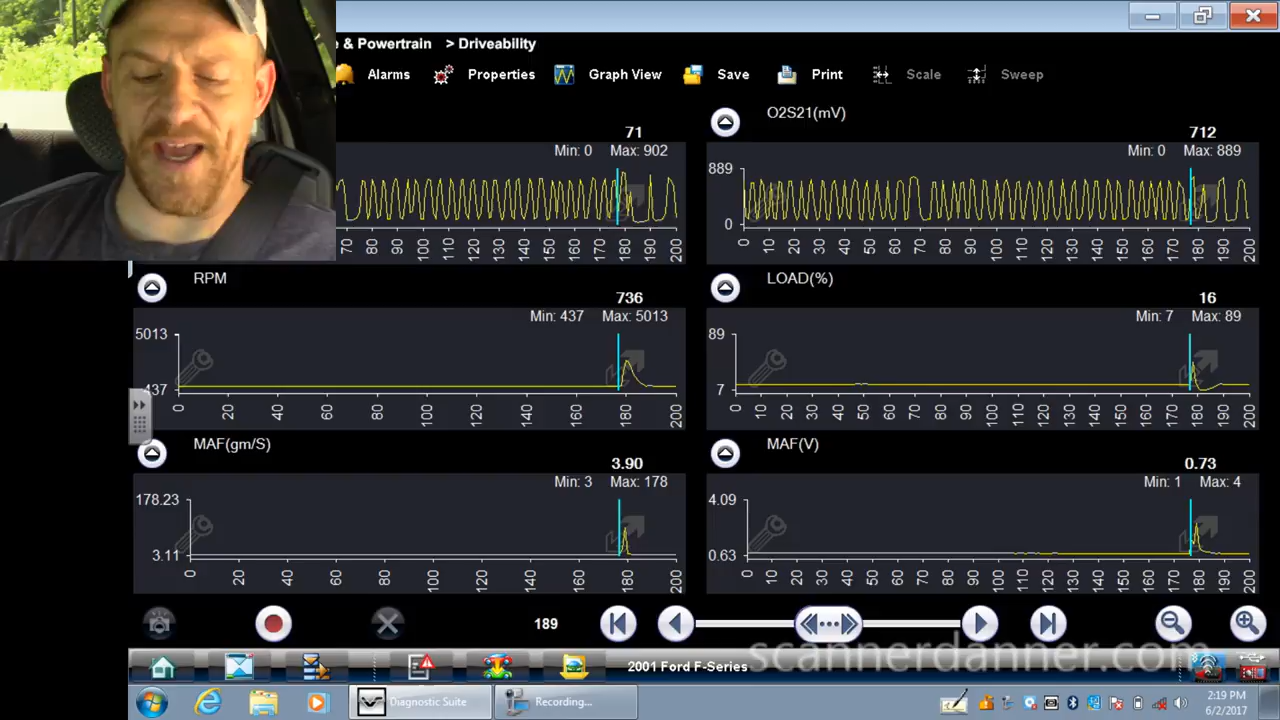 e & Powertrain > Driveability
Alarms Properties Graph View Save Print Scale Sweep
O2S21(mV)
71 712
Min: 0 Max: 902 Min: 0 Max: 889
889
0
70 80 90 100 110 120 130 140 150 160 170 180 190 200
0 10 20 30 40 50 60 70 80 90 100 110 120 130 140 150 160 170 180 190 200
RPM LOAD(%)
736 16
Min: 437 Max: 5013 Min: 7 Max: 89
5013 89
437 7
0 20 40 60 80 100 120 140 160 180 200
0 10 20 30 40 50 60 70 80 90 100 110 120 130 140 150 160 170 180 190 200
MAF(gm/S) MAF(V)
3.90 0.73
Min: 3 Max: 178 Min: 1 Max: 4
178.23 4.09
3.11 0.63
0 20 40 60 80 100 120 140 160 180 200
0 10 20 30 40 50 60 70 80 90 100 110 120 130 140 150 160 170 180 190 200
189
scannerdanner.com
2001 Ford F-Series
Diagnostic Suite Recording...
2:19 PM
6/2/2017